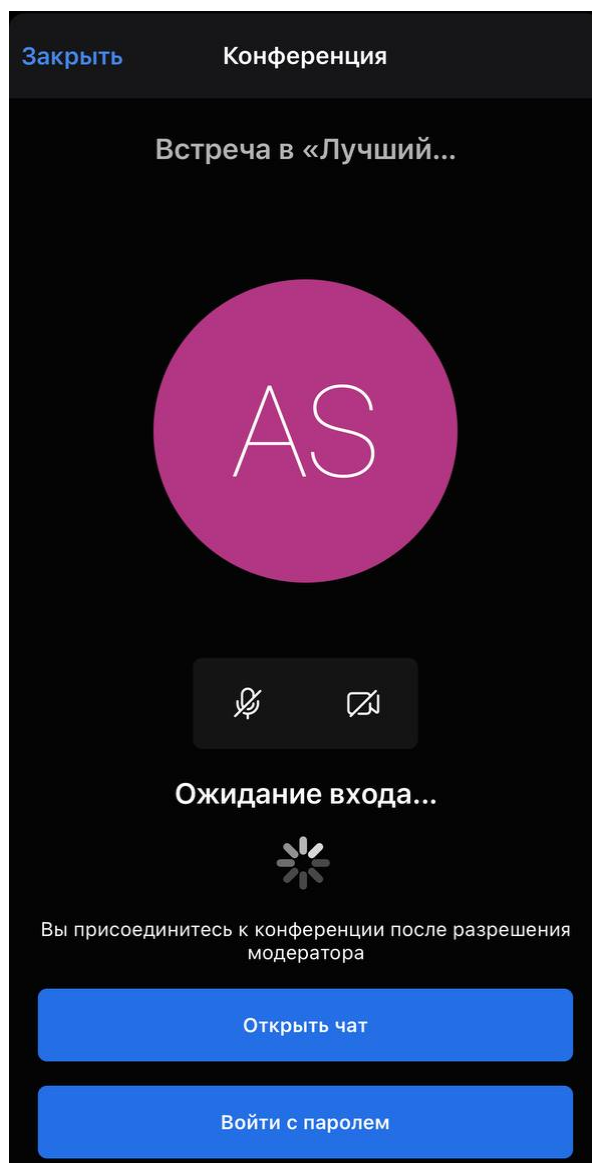 Закрыть Конференция
Встреча в «Лучший...
AS
Ожидание входа...
Вы присоединитесь к конференции после разрешения
модератора
Открыть чат
Войти с паролем